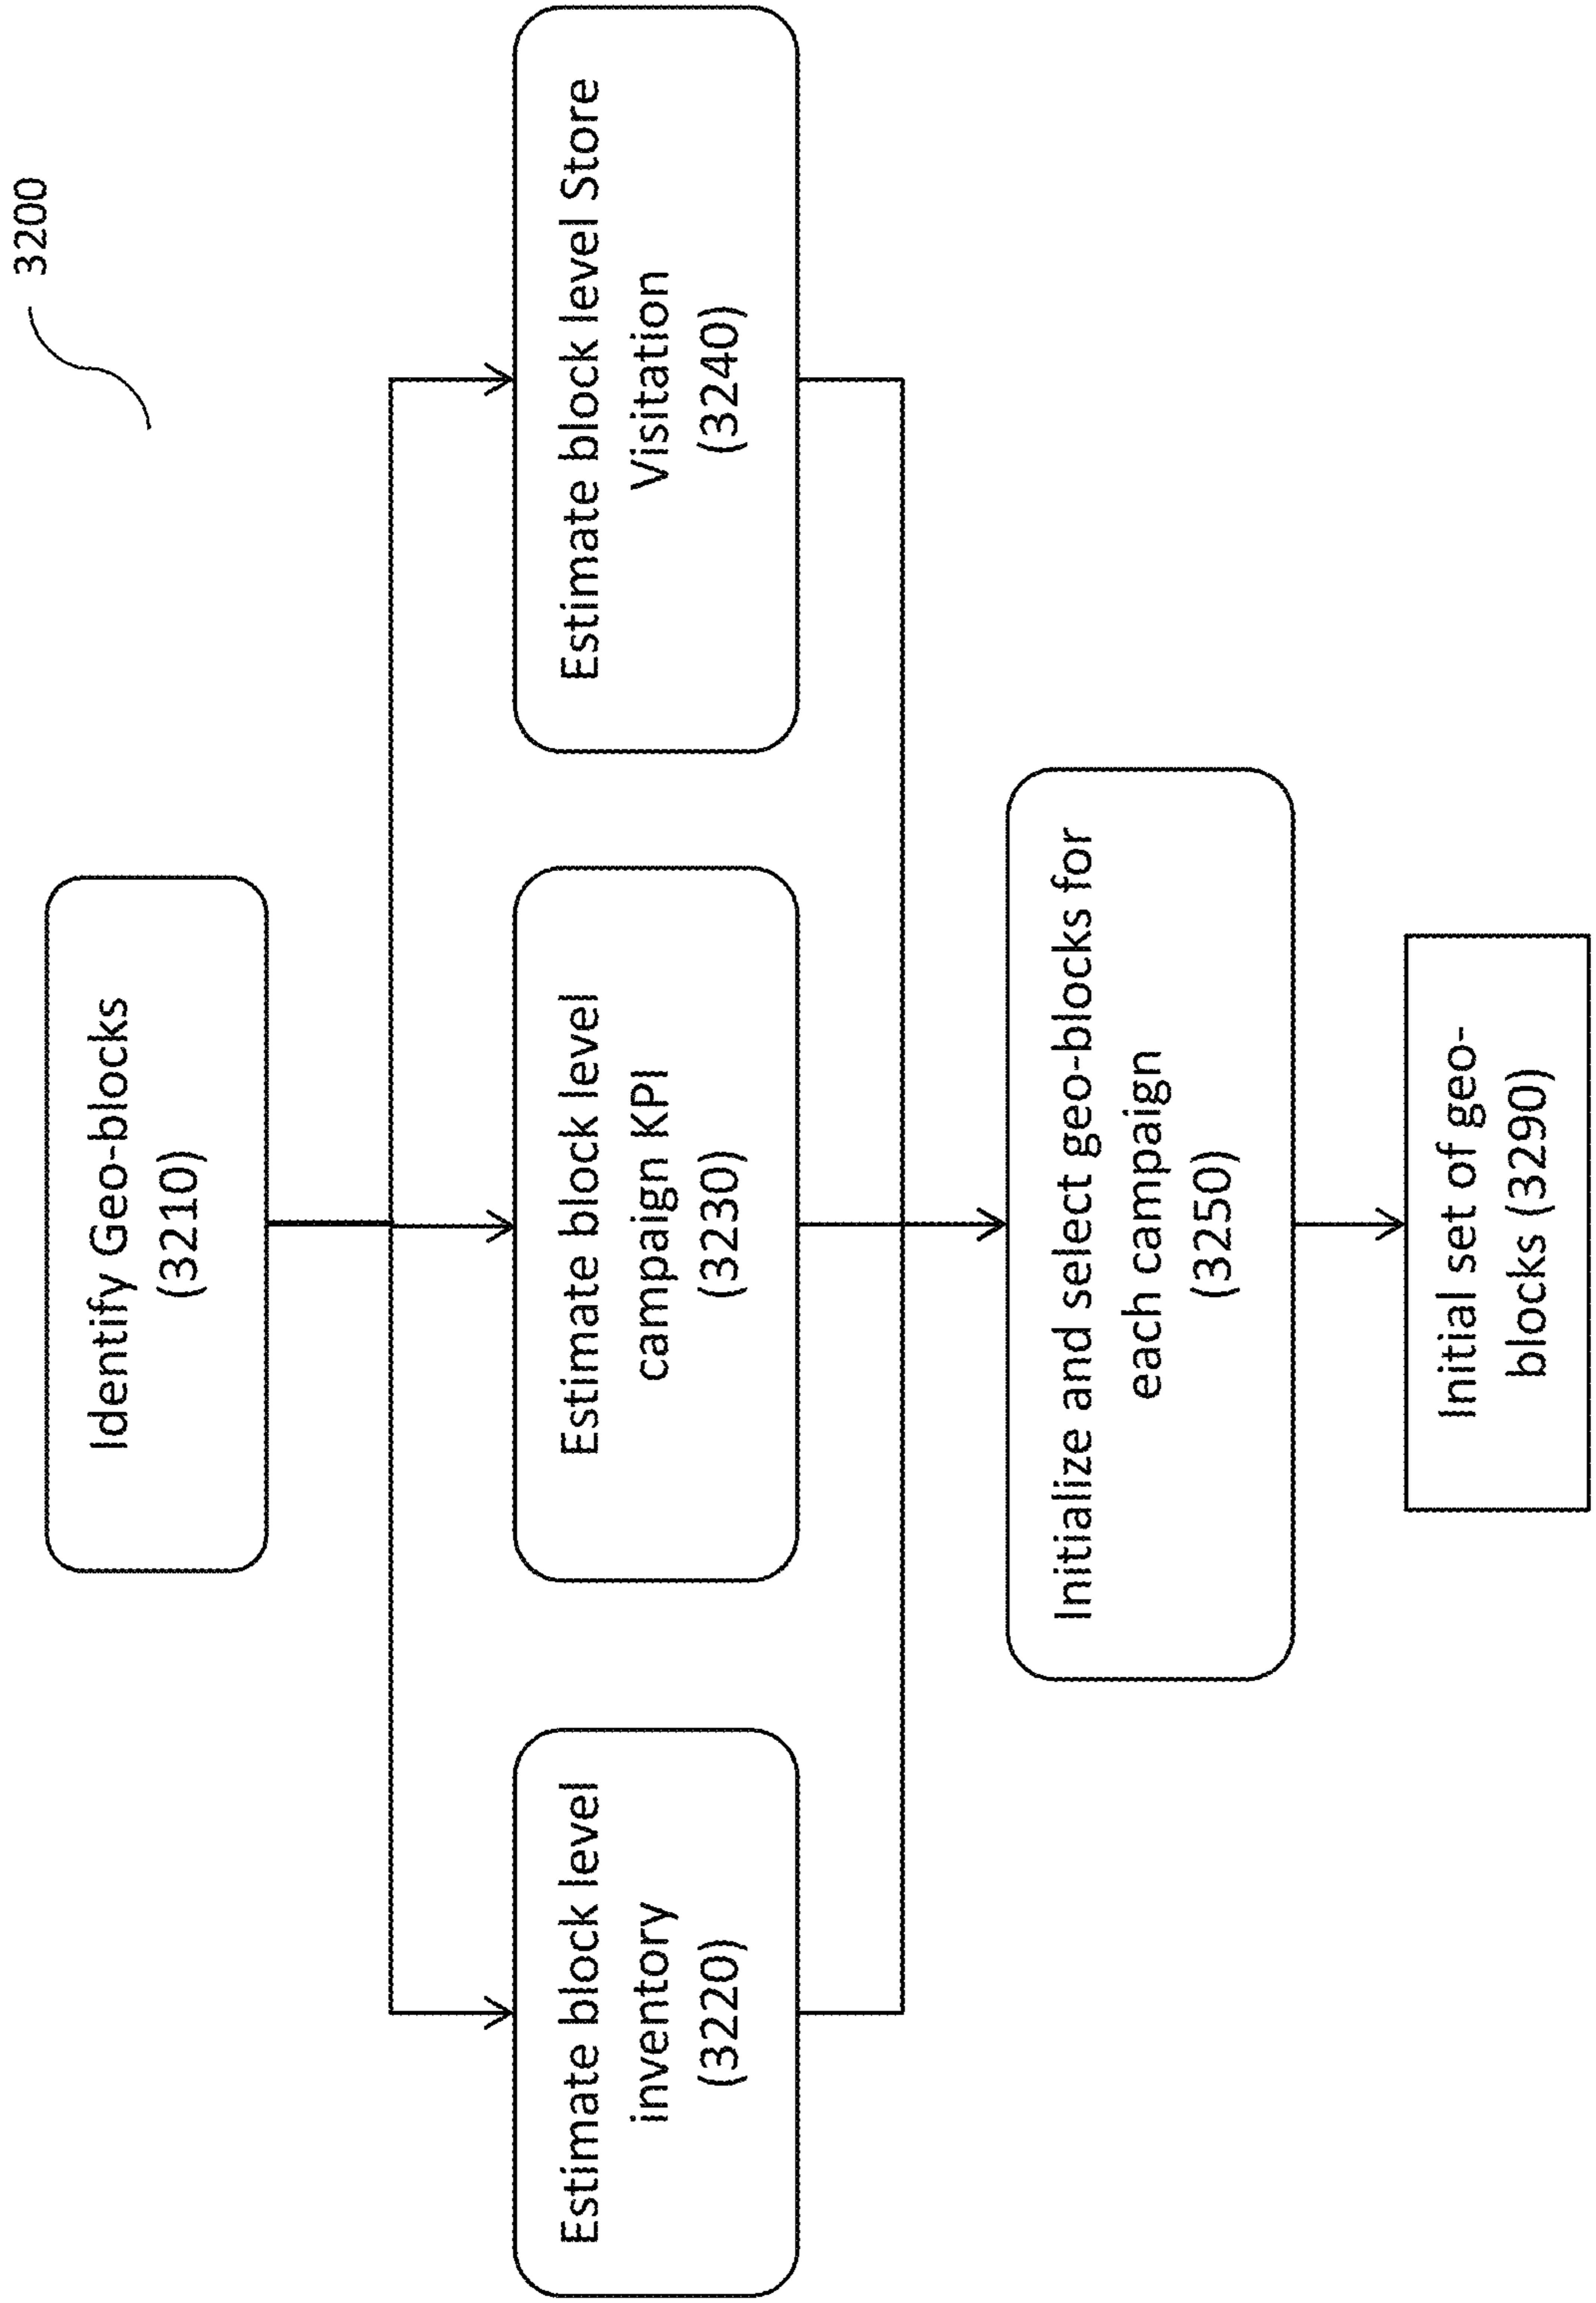 3200
Identify Geo-blocks
(3210)
Estimate block level
inventory
(3220)
Estimate block level
campaign KPI
(3230)
Estimate block level Store
Visitation
(3240)
Initialize and select geo-blocks for
each campaign
(3250)
Initial set of geo-
blocks (3290)